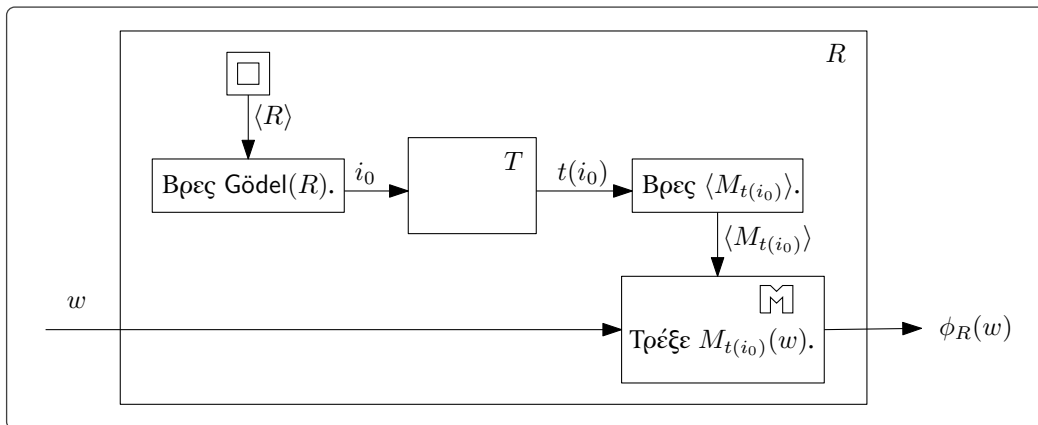 R
⟨R⟩
Βρες Gödel(R).
i₀
T
t(i₀)
Βρες ⟨M_{t(i₀)}⟩.
⟨M_{t(i₀)}⟩
w
M
Τρέξε M_{t(i₀)}(w).
ϕ_R(w)